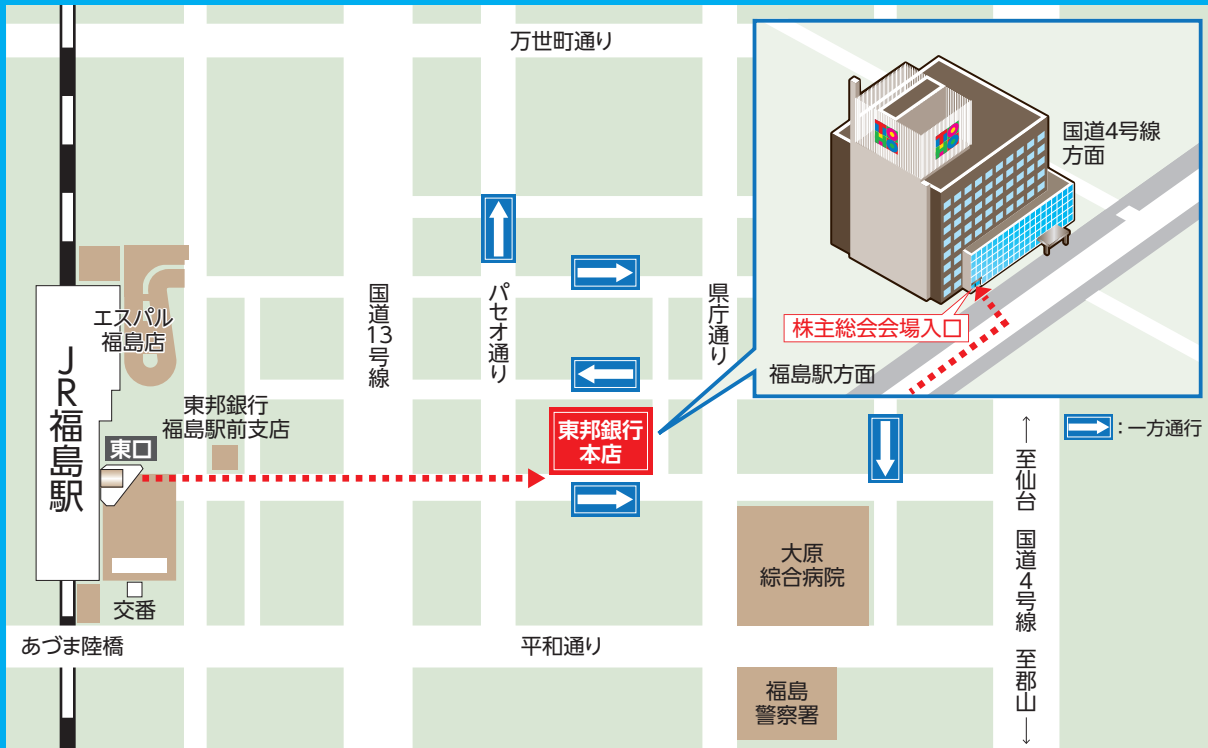 万世町通り
国道4号線
方面
国道13号線
パセオ通り
県庁通り
エスパル
福島店
株主総会会場入口
福島駅方面
JR福島駅
東邦銀行
福島駅前支店
東邦銀行
本店
：一方通行
東口
←至仙台 国道4号線 至郡山→
大原
綜合病院
交番
あづま陸橋
平和通り
福島
警察署